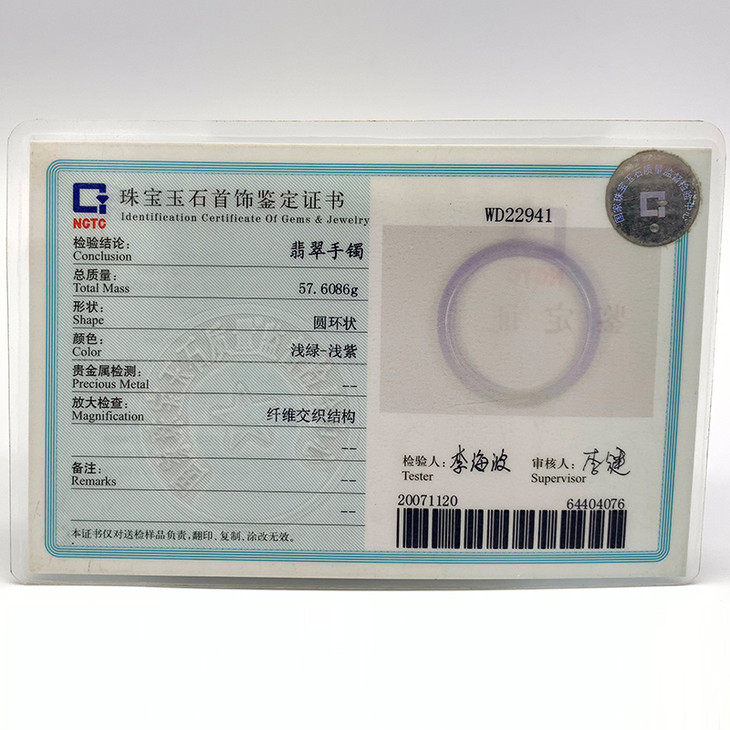 NGTC
珠宝玉石首饰鉴定证书
Identification Certificate Of Gems & Jewelry
检验结论:
Conclusion
翡翠手镯
总质量:
Total Mass
57.6086g
形状:
Shape
圆环状
颜色:
Color
浅绿-浅紫
贵金属检测:
Precious Metal
--
放大检查:
Magnification
纤维交织结构
--
备注:
Remarks
--
--
本证书仅对送检样品负责,翻印、复制、涂改无效。
WD22941
检验人: 李海波
Tester
审核人: 李键
Supervisor
20071120
64404076